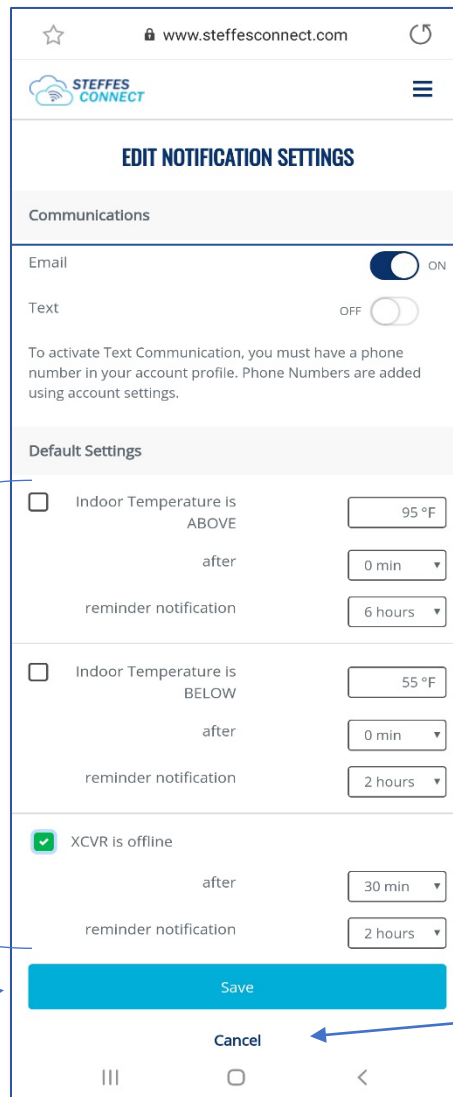 www.steffesconnect.com
STEFFES
CONNECT
EDIT NOTIFICATION SETTINGS
Communications
Email ON
Text OFF
To activate Text Communication, you must have a phone
number in your account profile. Phone Numbers are added
using account settings.
Default Settings
Indoor Temperature is
ABOVE 95 °F
after 0 min
reminder notification 6 hours
Indoor Temperature is
BELOW 55 °F
after 0 min
reminder notification 2 hours
XCVR is offline
after 30 min
reminder notification 2 hours
Save
Cancel